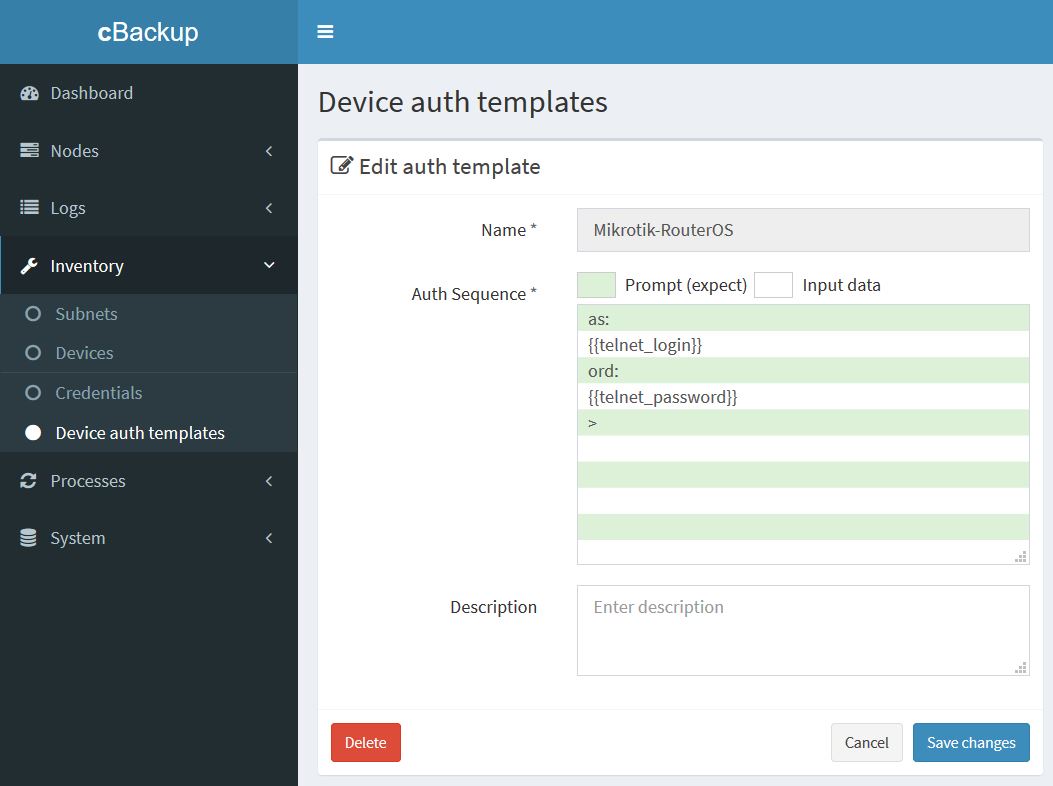 cBackup
Dashboard
Nodes
Logs
Inventory
Subnets
Devices
Credentials
Device auth templates
Processes
System
Device auth templates
Edit auth template
Name *
Mikrotik-RouterOS
Auth Sequence *
Prompt (expect)
Input data
as:
{{telnet_login}}
ord:
{{telnet_password}}
>
Description
Enter description
Delete
Cancel
Save changes